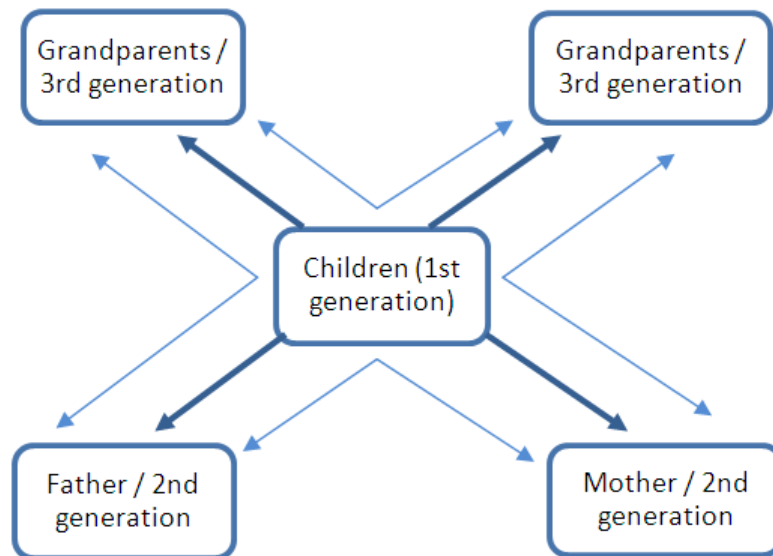 Grandparents /
3rd generation
Grandparents /
3rd generation
Children (1st
generation)
Father / 2nd
generation
Mother / 2nd
generation